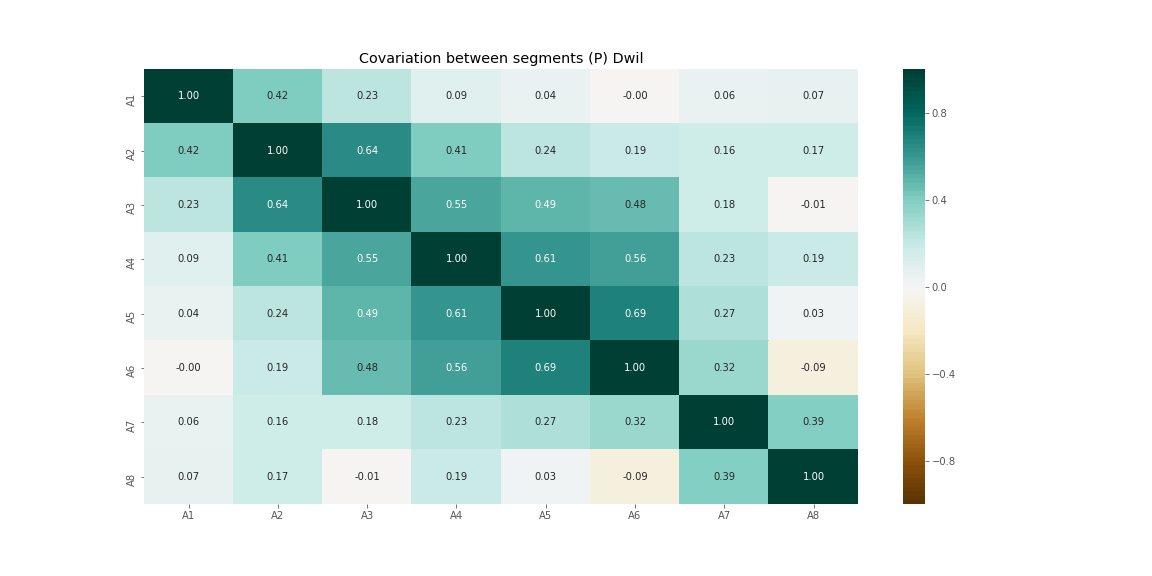 Covariation between segments (P) Dwil
A1 1.00 0.42 0.23 0.09 0.04 -0.00 0.06 0.07
A2 0.42 1.00 0.64 0.41 0.24 0.19 0.16 0.17
A3 0.23 0.64 1.00 0.55 0.49 0.48 0.18 -0.01
A4 0.09 0.41 0.55 1.00 0.61 0.56 0.23 0.19
A5 0.04 0.24 0.49 0.61 1.00 0.69 0.27 0.03
A6 -0.00 0.19 0.48 0.56 0.69 1.00 0.32 -0.09
A7 0.06 0.16 0.18 0.23 0.27 0.32 1.00 0.39
A8 0.07 0.17 -0.01 0.19 0.03 -0.09 0.39 1.00
A1 A2 A3 A4 A5 A6 A7 A8
0.8
0.4
0.0
−0.4
−0.8